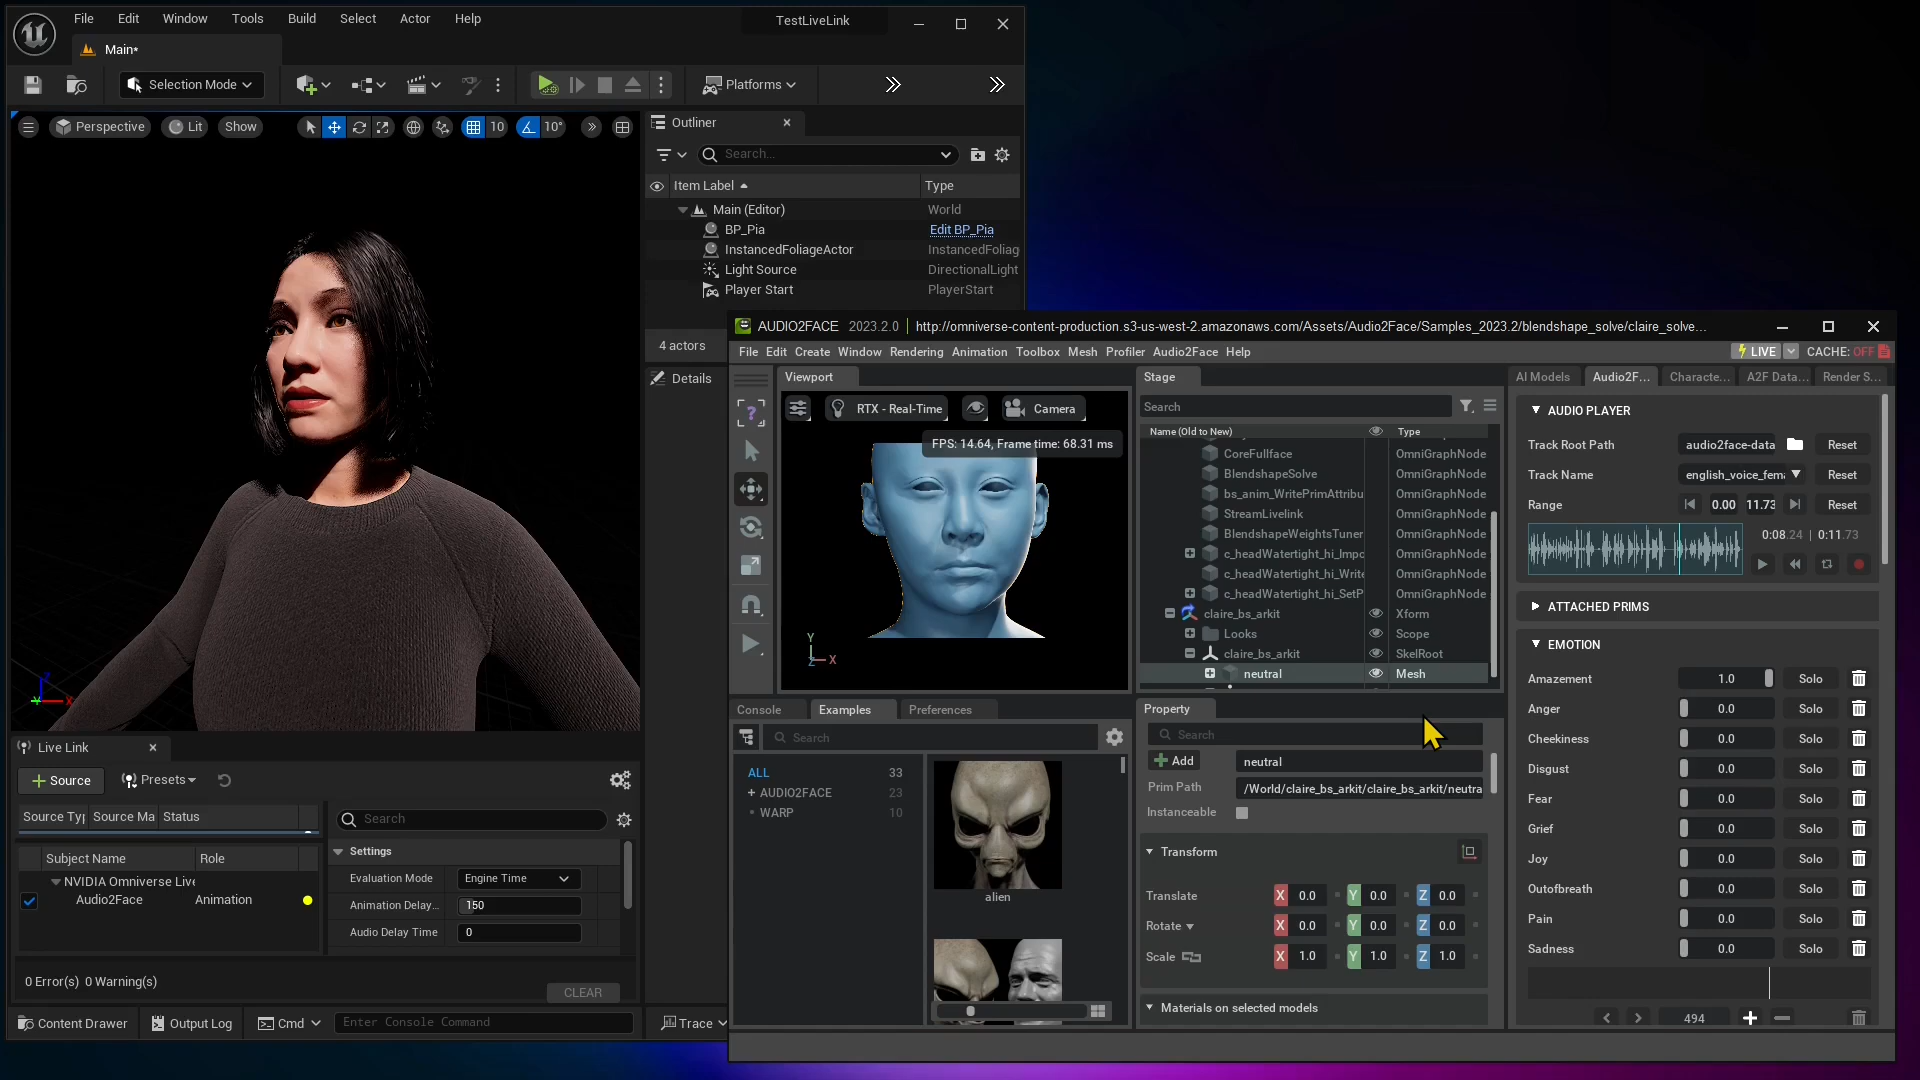 File Edit Window Tools Build Select Actor Help TestLiveLink
Main*
Selection Mode Platforms
Perspective Lit Show 10 10°
Outliner
Search...
Item Label Type
Main (Editor) World
BP_Pia Edit BP_Pia
InstancedFoliageActor InstancedFoliag
Light Source DirectionalLight
Player Start PlayerStart
4 actors
Details
Live Link
Source Presets
Source Typ Source Ma Status
Search
Subject Name Role
NVIDIA Omniverse Live
Audio2Face Animation
Settings
Evaluation Mode Engine Time
Animation Delay... 150
Audio Delay Time 0
0 Error(s) 0 Warning(s)
CLEAR
Content Drawer Output Log Cmd Enter Console Command Trace
AUDIO2FACE 2023.2.0 http://omniverse-content-production.s3-us-west-2.amazonaws.com/Assets/Audio2Face/Samples_2023.2/blendshape_solve/claire_solve...
File Edit Create Window Rendering Animation Toolbox Mesh Profiler Audio2Face Help LIVE CACHE: OFF
Viewport
RTX - Real-Time Camera
FPS: 14.64, Frame time: 68.31 ms
Y
Z X
Console Examples Preferences
Search
ALL 33
+ AUDIO2FACE 23
WARP 10
alien
Stage
Search
Name (Old to New) Type
CoreFullface OmniGraphNode
BlendshapeSolve OmniGraphNode
bs_anim_WritePrimAttribu OmniGraphNode
StreamLivelink OmniGraphNode
BlendshapeWeightsTuner OmniGraphNode
c_headWatertight_hi_Impo OmniGraphNode
c_headWatertight_hi_Write OmniGraphNode
c_headWatertight_hi_SetP OmniGraphNode
claire_bs_arkit Xform
Looks Scope
claire_bs_arkit SkelRoot
neutral Mesh
Property
Search
Add neutral
Prim Path /World/claire_bs_arkit/claire_bs_arkit/neutra
Instanceable
Transform
Translate X 0.0 Y 0.0 Z 0.0
Rotate X 0.0 Y 0.0 Z 0.0
Scale X 1.0 Y 1.0 Z 1.0
Materials on selected models
AI Models Audio2F... Characte... A2F Data... Render S...
AUDIO PLAYER
Track Root Path audio2face-data Reset
Track Name english_voice_fema Reset
Range 0.00 11.73 Reset
0:08.24 | 0:11.73
ATTACHED PRIMS
EMOTION
Amazement 1.0 Solo
Anger 0.0 Solo
Cheekiness 0.0 Solo
Disgust 0.0 Solo
Fear 0.0 Solo
Grief 0.0 Solo
Joy 0.0 Solo
Outofbreath 0.0 Solo
Pain 0.0 Solo
Sadness 0.0 Solo
494